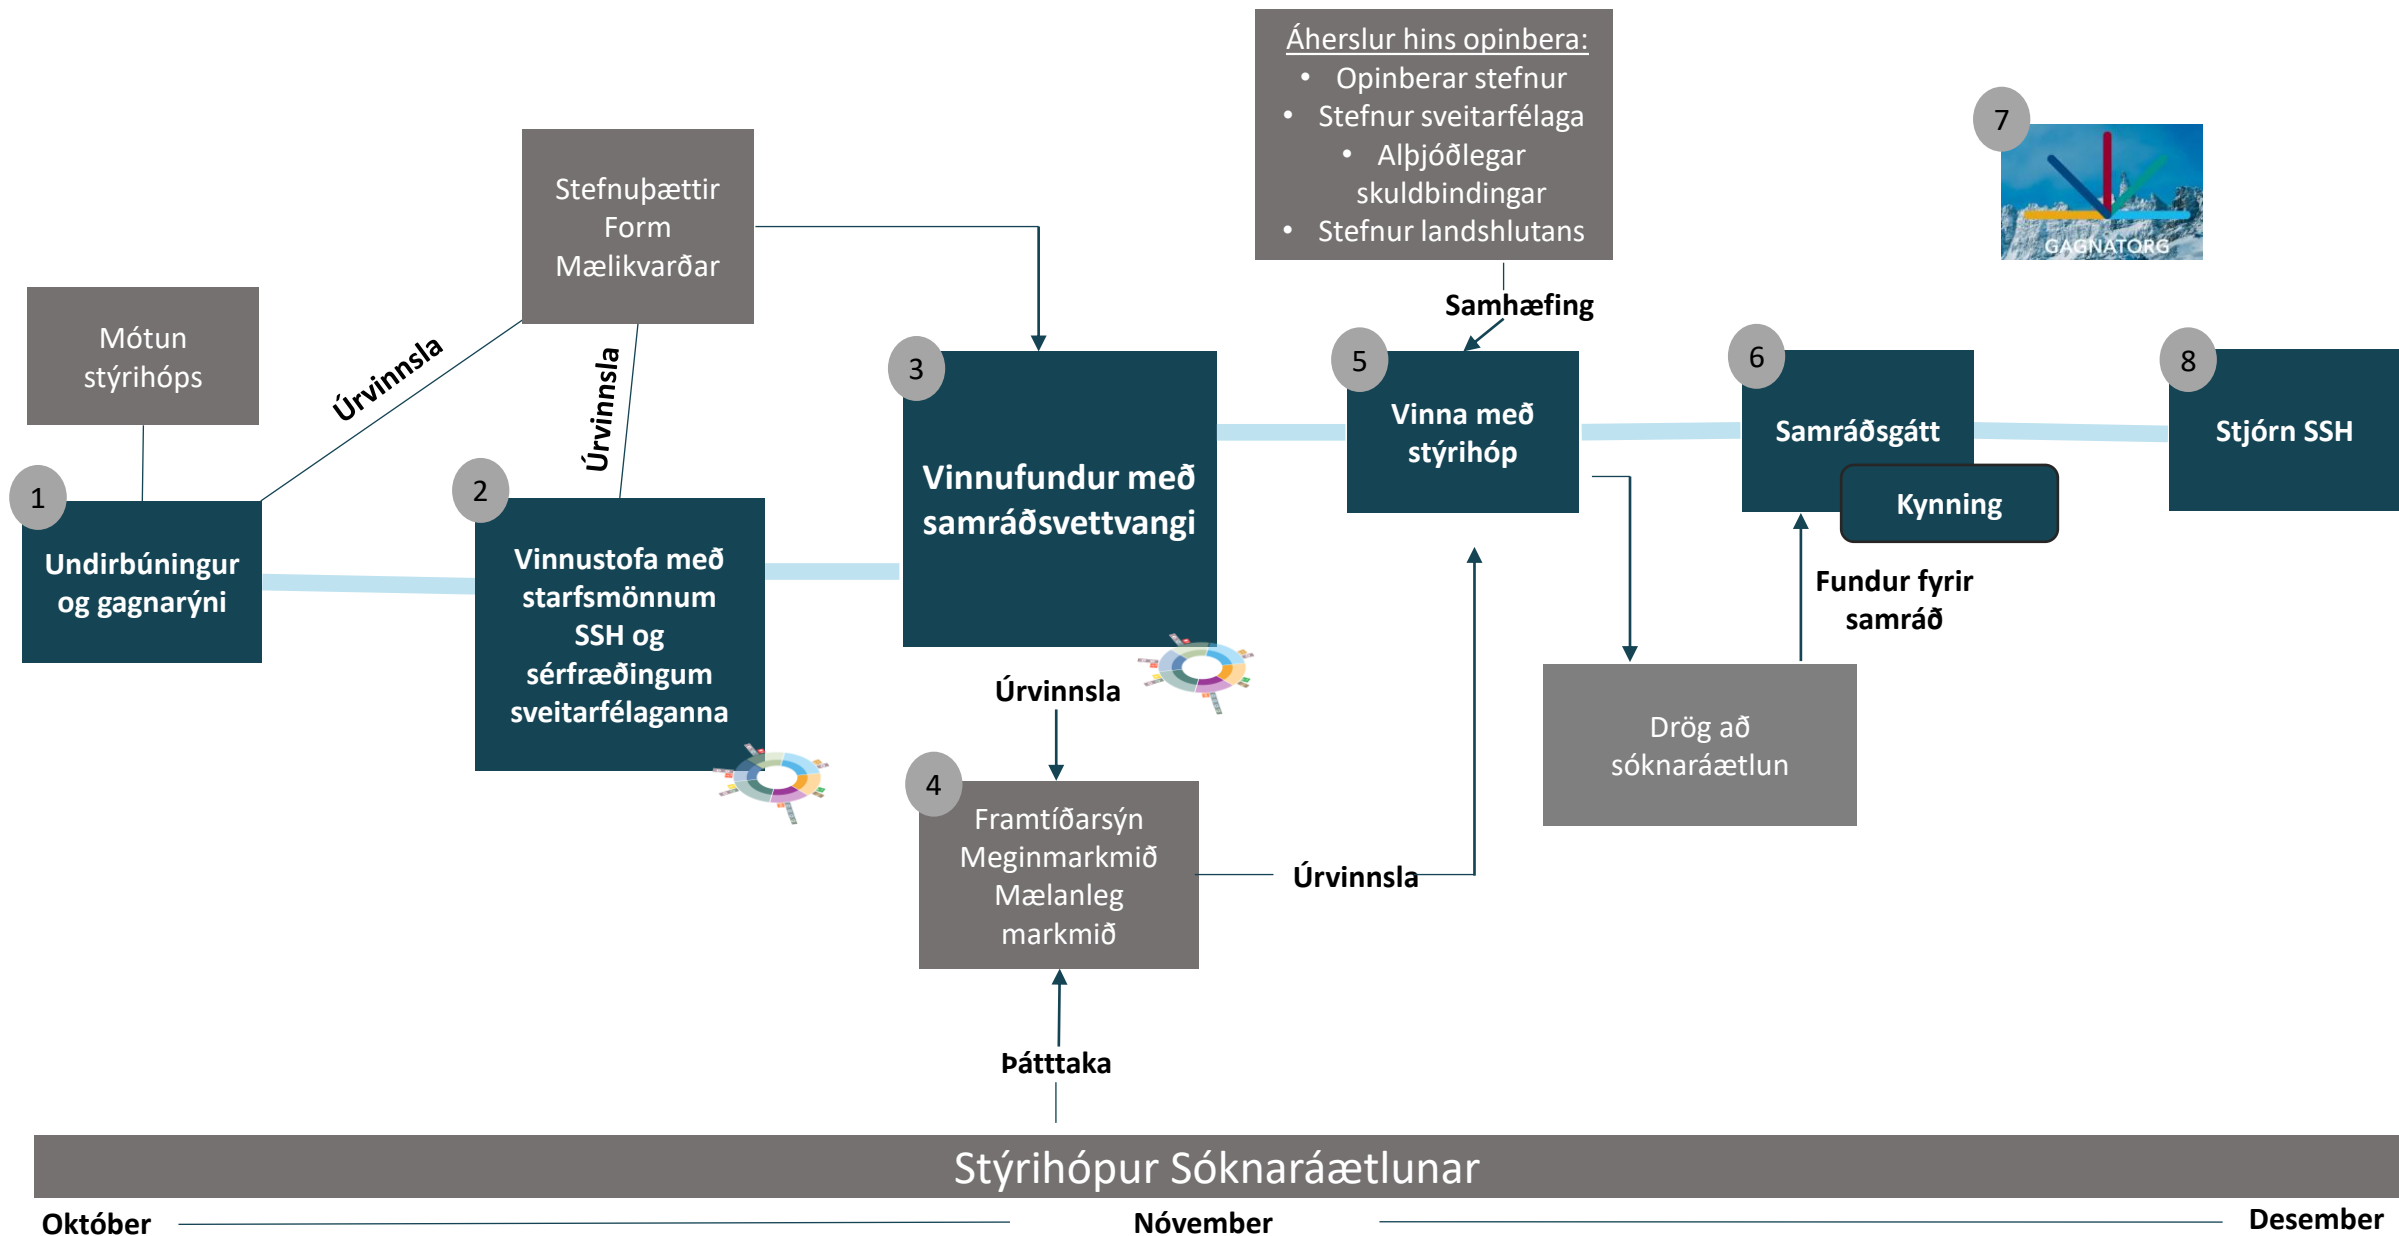 Áherslur hins opinbera:
• Opinberar stefnur
• Stefnur sveitarfélaga
• Alþjóðlegar
skuldbindingar
• Stefnur landshlutans
Samhæfing
7
GAGNATORG
Stefnuþættir
Form
Mælikvarðar
Mótun
stýrihóps
Úrvinnsla
Úrvinnsla
1
Undirbúningur
og gagnarýni
2
Vinnustofa með
starfsmönnum
SSH og
sérfræðingum
sveitarfélaganna
3
Vinnufundur með
samráðsvettvangi
Úrvinnsla
4
Framtíðarsýn
Meginmarkmið
Mælanleg
markmið
Úrvinnsla
Þátttaka
5
Vinna með
stýrihóp
Drög að
sóknaráætlun
6
Samráðsgátt
Kynning
Fundur fyrir
samráð
8
Stjórn SSH
Stýrihópur Sóknaráætlunar
Október
Nóvember
Desember